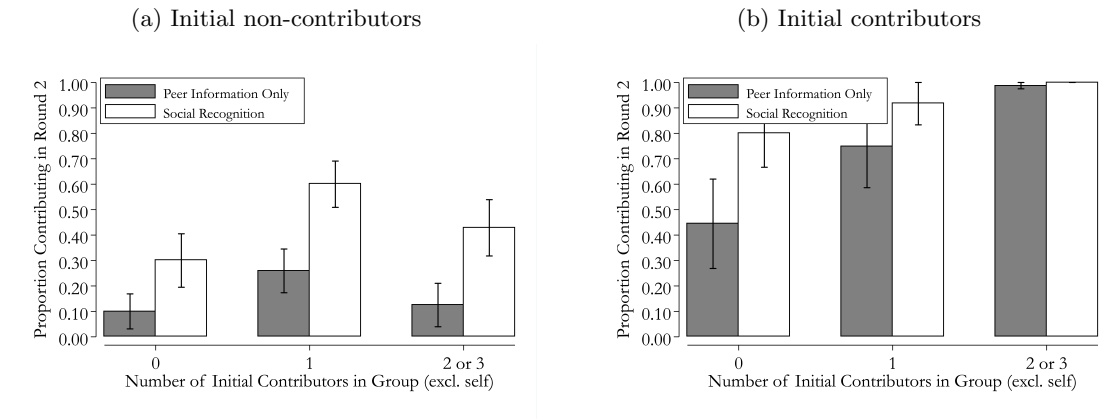 (a) Initial non-contributors
Proportion Contributing in Round 2
1.00
0.90
0.80
0.70
0.60
0.50
0.40
0.30
0.20
0.10
0.00
Peer Information Only
Social Recognition
0 1 2 or 3
Number of Initial Contributors in Group (excl. self)
(b) Initial contributors
Proportion Contributing in Round 2
1.00
0.90
0.80
0.70
0.60
0.50
0.40
0.30
0.20
0.10
0.00
Peer Information Only
Social Recognition
0 1 2 or 3
Number of Initial Contributors in Group (excl. self)